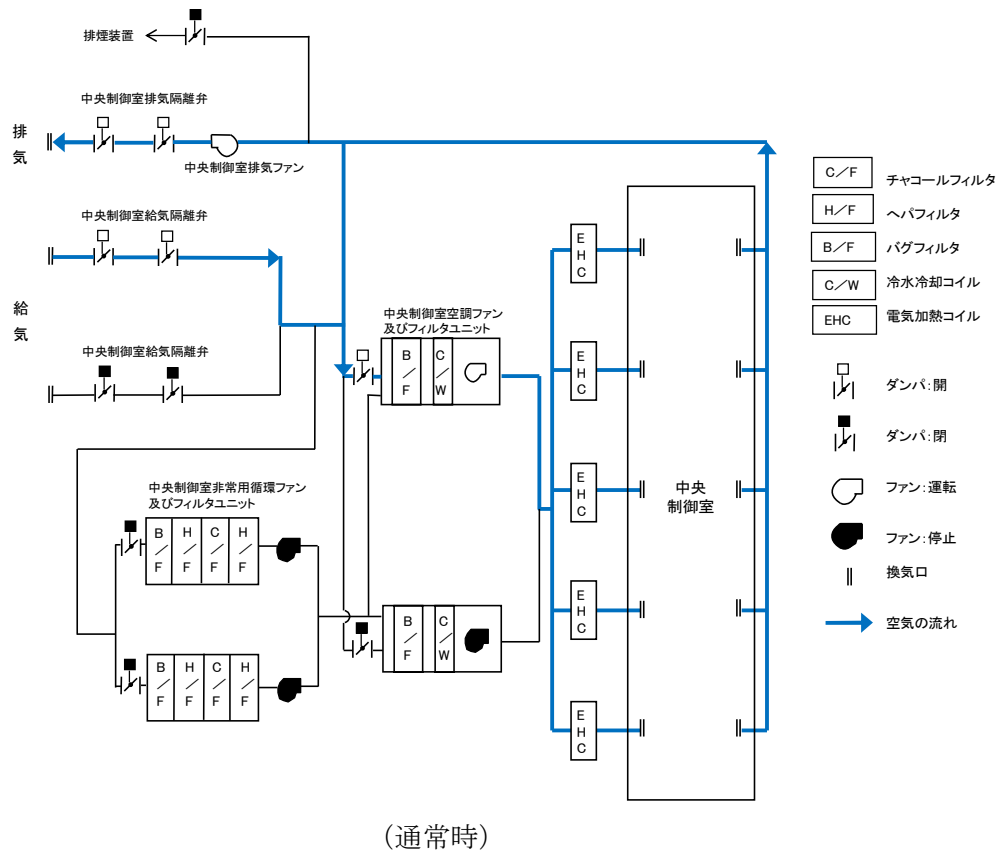 排煙装置
中央制御室排気隔離弁
排
気
中央制御室排気ファン
中央制御室給気隔離弁
給
気
中央制御室給気隔離弁
中央制御室空調ファン
及びフィルタユニット
B/F
C/W
中央制御室非常用循環ファン
及びフィルタユニット
B/F
H/F
C/F
H/F
B/F
H/F
C/F
H/F
B/F
C/W
EHC
EHC
EHC
EHC
EHC
中央
制御室
C/F
チャコールフィルタ
H/F
ヘパフィルタ
B/F
バグフィルタ
C/W
冷水冷却コイル
EHC
電気加熱コイル
ダンパ:開
ダンパ:閉
ファン:運転
ファン:停止
換気口
空気の流れ
(通常時)